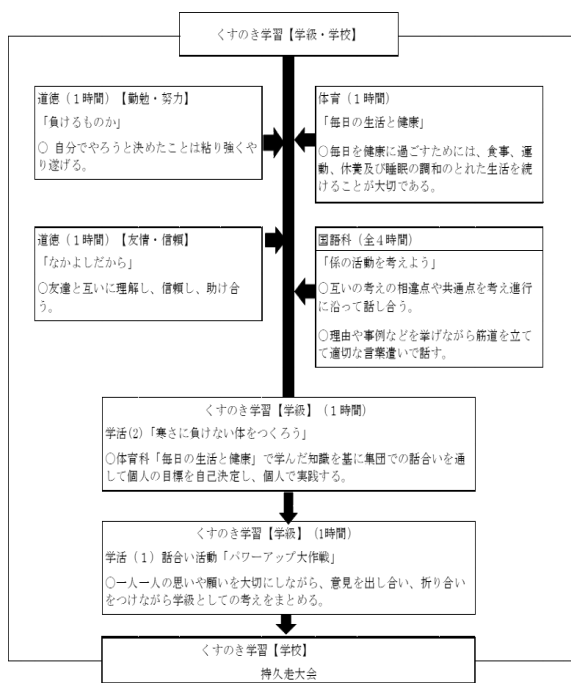 くすのき学習【学級・学校】
道徳（1時間）【勤勉・努力】
「負けるものか」
○ 自分でやろうと決めたことは粘り強くや
り遂げる。
体育（1時間）
「毎日の生活と健康」
○毎日を健康に過ごすためには、食事、運
動、休養及び睡眠の調和のとれた生活を続
けることが大切である。
道徳（1時間）【友情・信頼】
「なかよしだから」
○友達と互いに理解し、信頼し、助け合
う。
国語科（全４時間）
「係の活動を考えよう」
○互いの考えの相違点や共通点を考え進行
に沿って話し合う。
○理由や事例などを挙げながら筋道を立て
て適切な言葉遣いで話す。
くすのき学習【学級】（１時間）
学活(2)「寒さに負けない体をつくろう」
○体育科「毎日の生活と健康」で学んだ知識を基に集団での話合いを通
して個人の目標を自己決定し、個人で実践する。
くすのき学習【学級】（1時間）
学活（１）話合い活動「パワーアップ大作戦」
○一人一人の思いや願いを大切にしながら、意見を出し合い、折り合い
をつけながら学級としての考えをまとめる。
くすのき学習【学校】
持久走大会